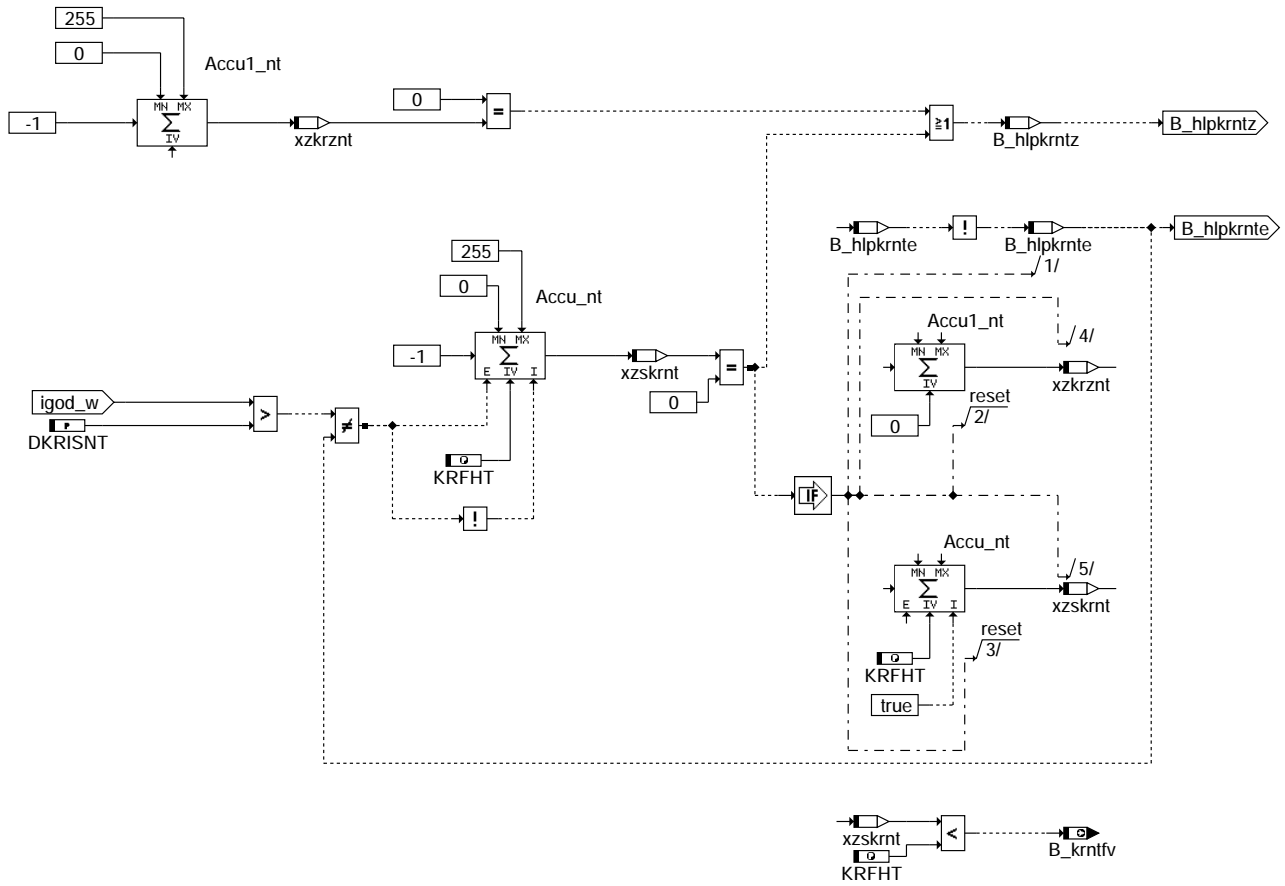 255
0
Accu1_nt
MN MX
Σ
IV
-1
xzkrznt
0
=
≥1
B_hlpkrntz
B_hlpkrntz
B_hlpkrnte
!
B_hlpkrnte
B_hlpkrnte
1/
255
0
Accu_nt
MN MX
Σ
E IV I
-1
xzskrnt
=
0
Accu1_nt
MN MX
Σ
IV
4/
xzkrznt
reset
2/
0
igod_w
>
P
DKRISNT
≠
KRFHT
!
IF
Accu_nt
MN MX
Σ
E IV I
5/
xzskrnt
reset
3/
KRFHT
true
xzskrnt
<
KRFHT
B_krntfv